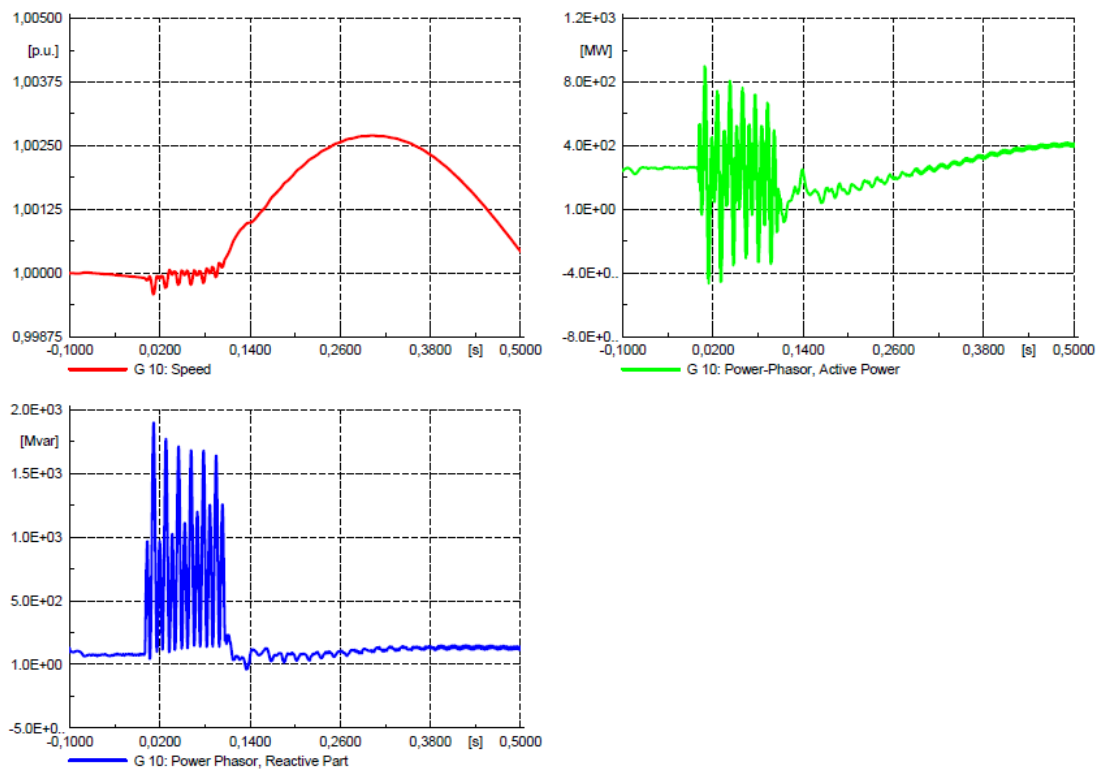 1,00500
[p.u.]
1,00375
1,00250
1,00125
1,00000
0,99875
-0,1000 0,0200 0,1400 0,2600 0,3800 [s] 0,5000
G 10: Speed
1.2E+03
[MW]
8.0E+02
4.0E+02
1.0E+00
-4.0E+0..
-8.0E+0..
-0,1000 0,0200 0,1400 0,2600 0,3800 [s] 0,5000
G 10: Power-Phasor, Active Power
2.0E+03
[Mvar]
1.5E+03
1.0E+03
5.0E+02
1.0E+00
-5.0E+0..
-0,1000 0,0200 0,1400 0,2600 0,3800 [s] 0,5000
G 10: Power Phasor, Reactive Part